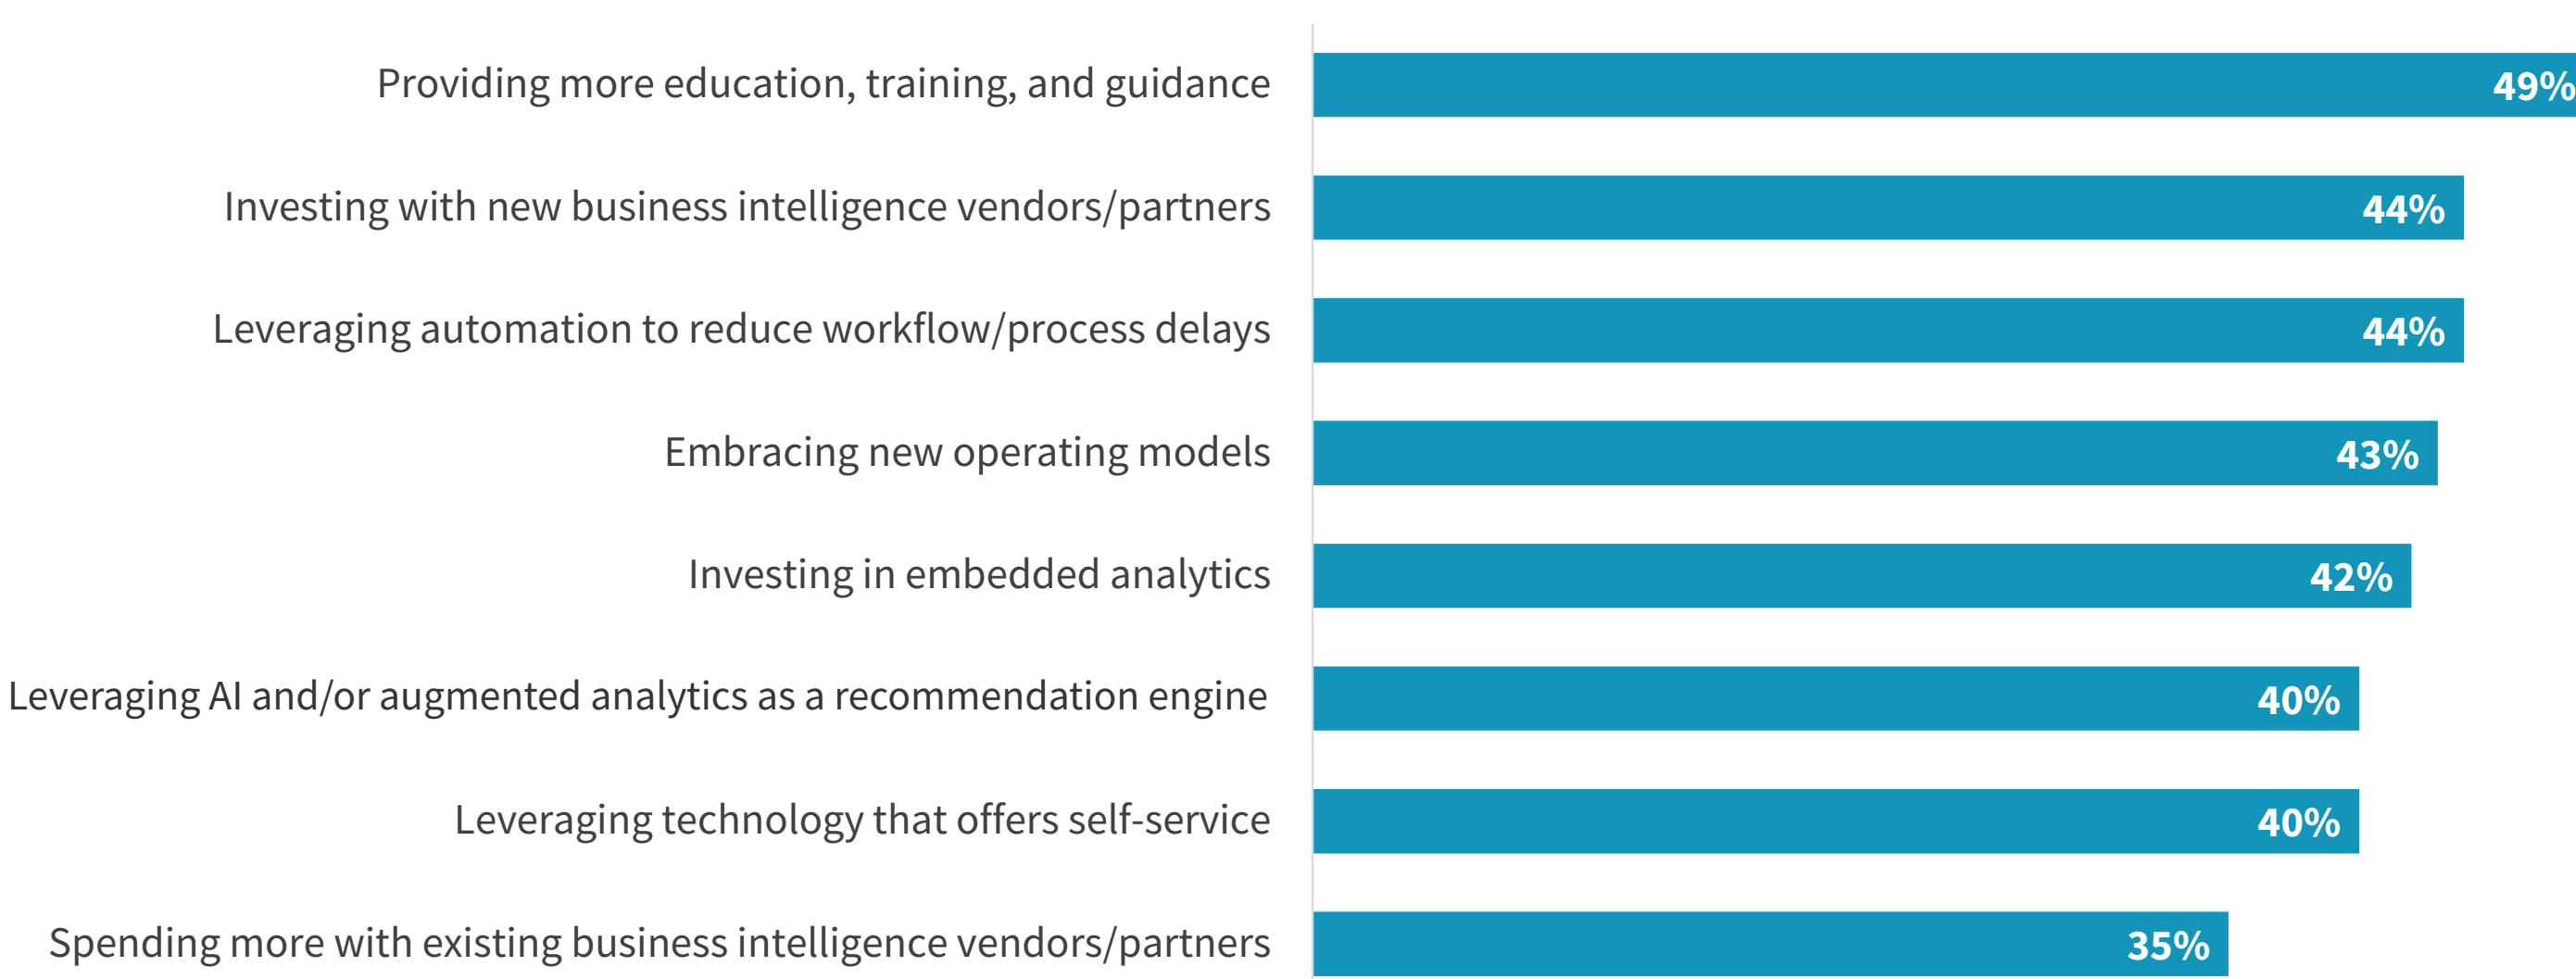 Providing more education, training, and guidance 49%
Investing with new business intelligence vendors/partners 44%
Leveraging automation to reduce workflow/process delays 44%
Embracing new operating models 43%
Investing in embedded analytics 42%
Leveraging AI and/or augmented analytics as a recommendation engine 40%
Leveraging technology that offers self-service 40%
Spending more with existing business intelligence vendors/partners 35%